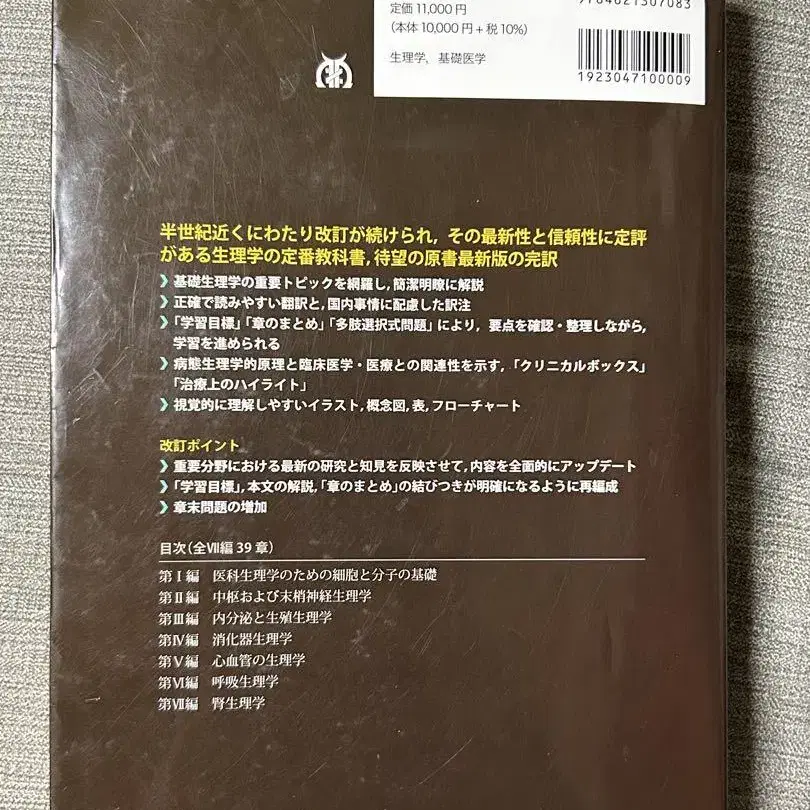 定価 11,000 円
（本体 10,000 円 + 税 10%）
生理学、基礎医学
1923047100009
半世紀近くにわたり改訂が続けられ，その最新性と信頼性に定評
がある生理学の定番教科書，待望の原書最新版の完訳
❯ 基礎生理学の重要トピックを網羅し，簡潔明瞭に解説
❯ 正確で読みやすい翻訳と，国内事情に配慮した訳注
❯ 「学習目標」「章のまとめ」「多肢選択式問題」により，要点を確認・整理しながら，
学習を進められる
❯ 病態生理学的原理と臨床医学・医療との関連性を示す，「クリニカルボックス」
「治療上のハイライト」
❯ 視覚的に理解しやすいイラスト，概念図，表，フローチャート
改訂ポイント
❯ 重要分野における最新の研究と知見を反映させて，内容を全面的にアップデート
❯ 「学習目標」，本文の解説，「章のまとめ」の結びつきが明確になるように再編成
❯ 章末問題の増加
目次（全Ⅶ編 39 章）
第Ⅰ編　医科生理学のための細胞と分子の基礎
第Ⅱ編　中枢および末梢神経生理学
第Ⅲ編　内分泌と生殖生理学
第Ⅳ編　消化器生理学
第Ⅴ編　心血管の生理学
第Ⅵ編　呼吸生理学
第Ⅶ編　腎生理学